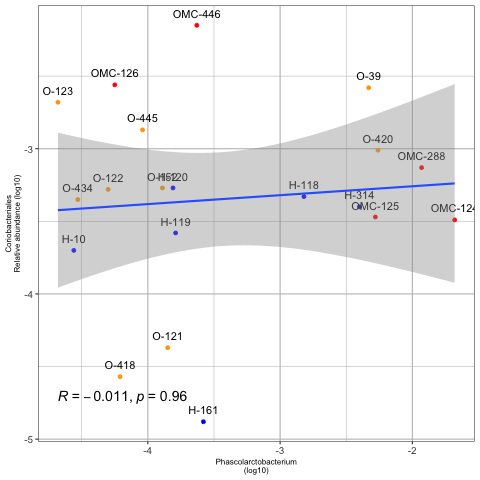 OMC-446
OMC-126
O-39
O-123
O-445
O-420
OMC-288
O-122
H-118
O-434
H-314
OMC-125
OMC-124
H-119
H-10
O-121
O-418
R = −0.011, p = 0.96
H-161
-3
-4
-5
Coriobacteriales
Relative abundance (log10)
-4
-3
-2
Phascolarctobacterium
(log10)